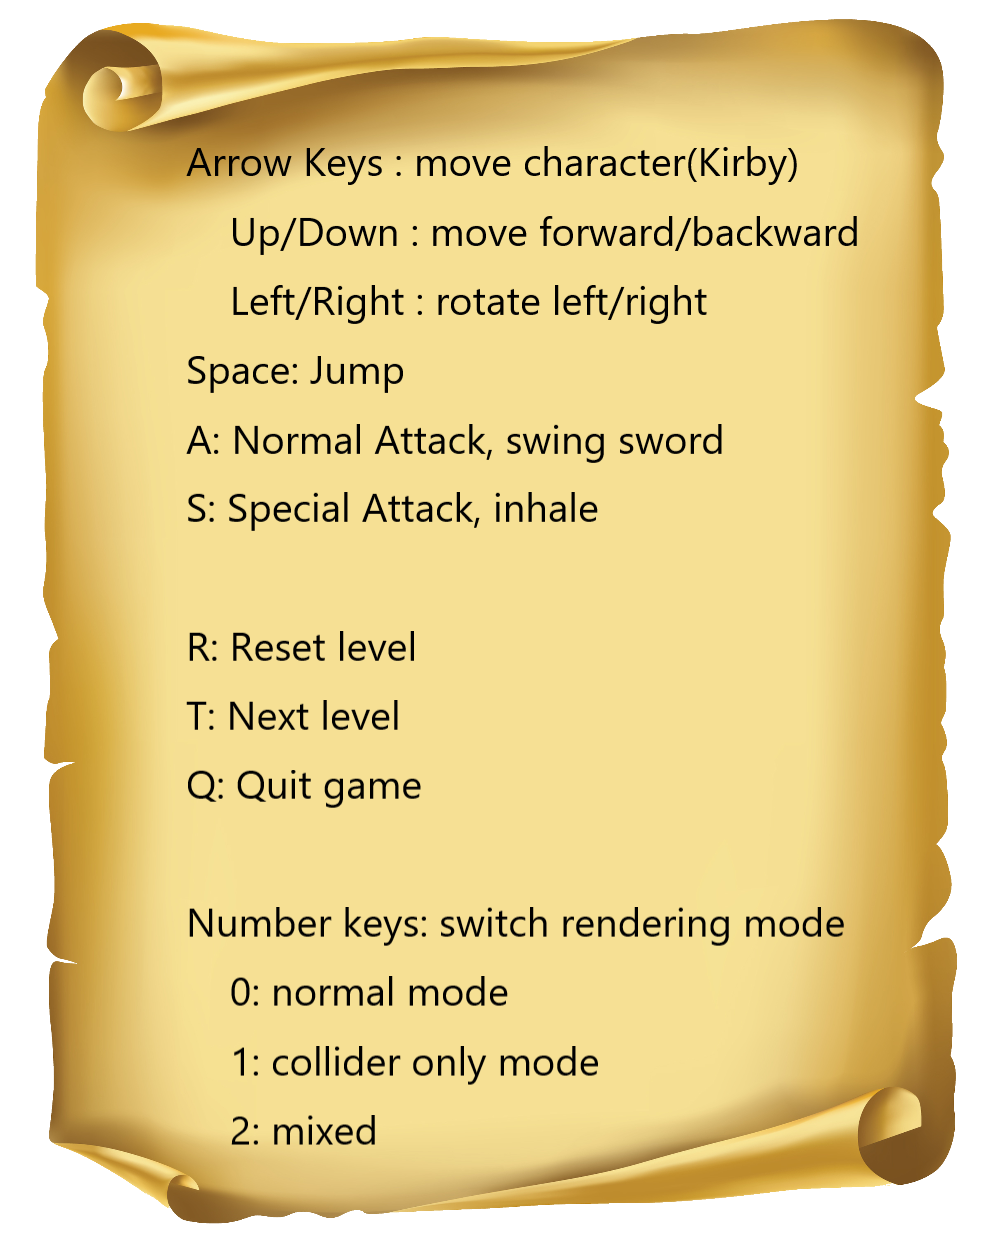 Arrow Keys : move character(Kirby)
Up/Down : move forward/backward
Left/Right : rotate left/right
Space: Jump
A: Normal Attack, swing sword
S: Special Attack, inhale
R: Reset level
T: Next level
Q: Quit game
Number keys: switch rendering mode
0: normal mode
1: collider only mode
2: mixed